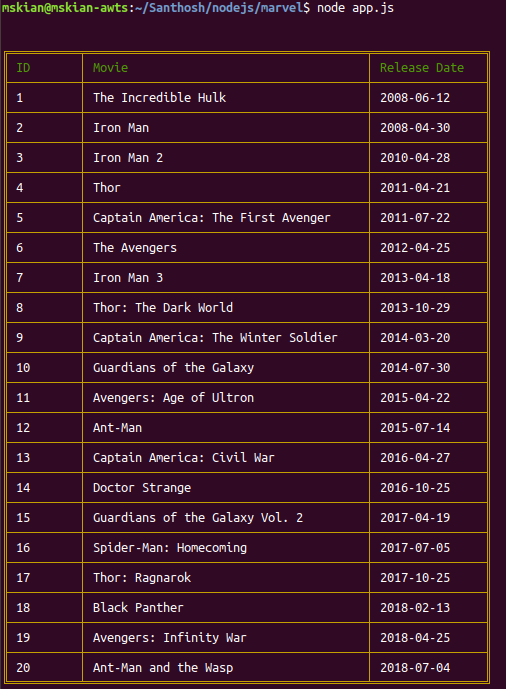 mskian@mskian-awts:~/Santhosh/nodejs/marvel$ node app.js
ID Movie Release Date
1 The Incredible Hulk 2008-06-12
2 Iron Man 2008-04-30
3 Iron Man 2 2010-04-28
4 Thor 2011-04-21
5 Captain America: The First Avenger 2011-07-22
6 The Avengers 2012-04-25
7 Iron Man 3 2013-04-18
8 Thor: The Dark World 2013-10-29
9 Captain America: The Winter Soldier 2014-03-20
10 Guardians of the Galaxy 2014-07-30
11 Avengers: Age of Ultron 2015-04-22
12 Ant-Man 2015-07-14
13 Captain America: Civil War 2016-04-27
14 Doctor Strange 2016-10-25
15 Guardians of the Galaxy Vol. 2 2017-04-19
16 Spider-Man: Homecoming 2017-07-05
17 Thor: Ragnarok 2017-10-25
18 Black Panther 2018-02-13
19 Avengers: Infinity War 2018-04-25
20 Ant-Man and the Wasp 2018-07-04